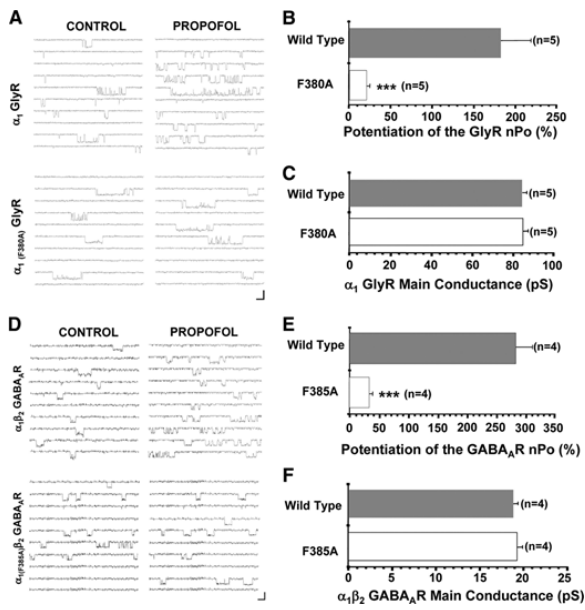 A
CONTROL PROPOFOL
α1 GlyR
α1 (F380A) GlyR
B
Wild Type (n=5)
F380A *** (n=5)
0 50 100 150 200
Potentiation of the GlyR nPo (%)
C
Wild Type (n=5)
F380A (n=5)
0 20 40 60 80 100
α1 GlyR Main Conductance (pS)
D
CONTROL PROPOFOL
α1β2 GABAAR
α1(F385A)β2 GABAAR
E
Wild Type (n=4)
F385A *** (n=4)
0 50 100 150 200 250 300 350
Potentiation of the GABAAR nPo (%)
F
Wild Type (n=4)
F385A (n=4)
0 5 10 15 20 25
α1β2 GABAAR Main Conductance (pS)